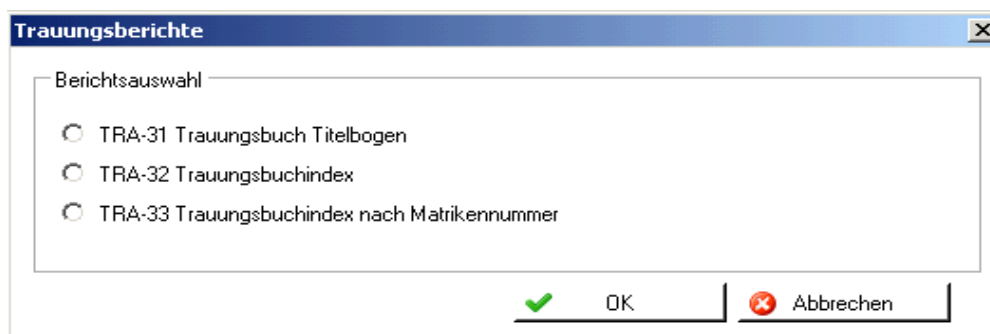 Trauungsberichte
Berichtsauswahl
TRA-31 Trauungsbuch Titelbogen
TRA-32 Trauungsbuchindex
TRA-33 Trauungsbuchindex nach Matrikennummer
OK Abbrechen